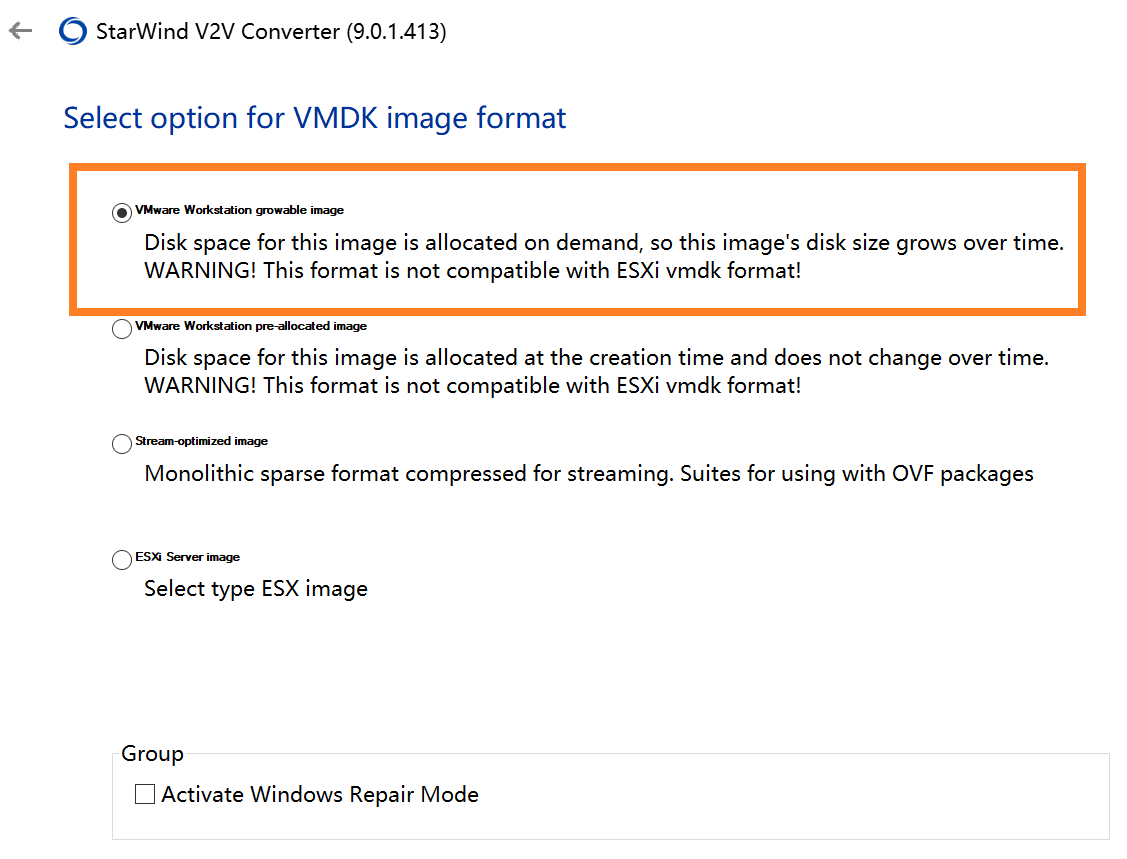 StarWind V2V Converter (9.0.1.413)
Select option for VMDK image format
VMware Workstation growable image
Disk space for this image is allocated on demand, so this image's disk size grows over time.
WARNING! This format is not compatible with ESXi vmdk format!
VMware Workstation pre-allocated image
Disk space for this image is allocated at the creation time and does not change over time.
WARNING! This format is not compatible with ESXi vmdk format!
Stream-optimized image
Monolithic sparse format compressed for streaming. Suites for using with OVF packages
ESXi Server image
Select type ESX image
Group
Activate Windows Repair Mode